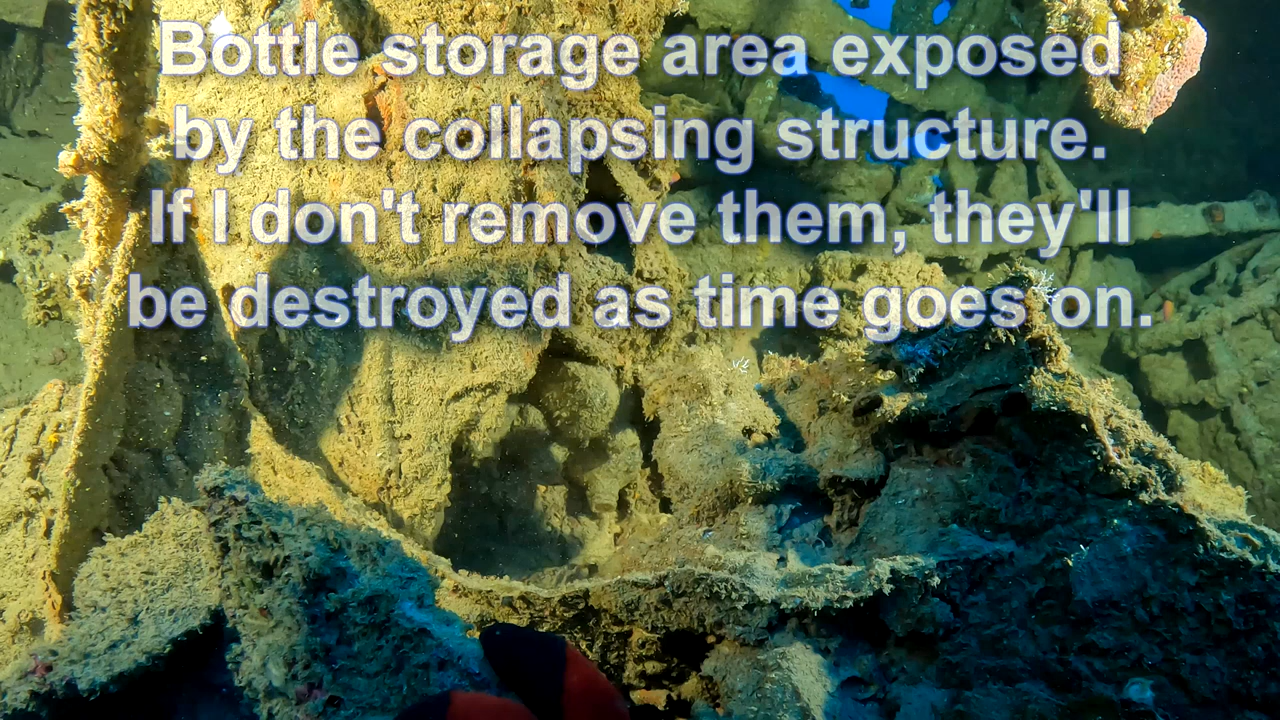 Bottle storage area exposed
by the collapsing structure.
If I don't remove them, they'll
be destroyed as time goes on.